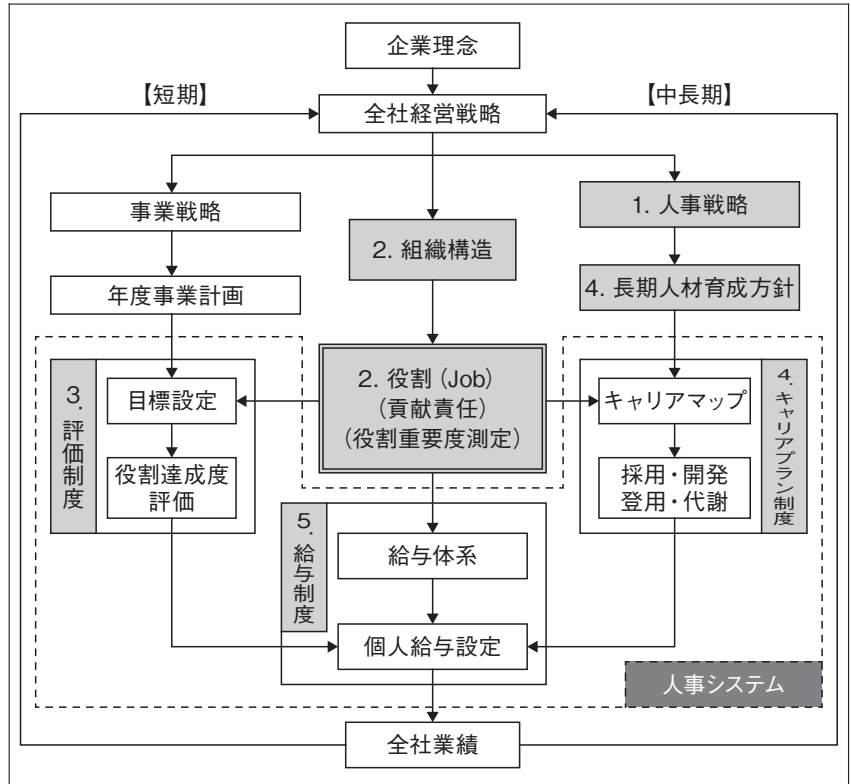 企業理念
【短期】
【中長期】
全社経営戦略
事業戦略
1. 人事戦略
2. 組織構造
年度事業計画
4. 長期人材育成方針
3. 評価制度
目標設定
2. 役割（Job）
（貢献責任）
（役割重要度測定）
キャリアマップ
4. キャリアプラン制度
役割達成度
評価
採用・開発
登用・代謝
5. 給与制度
給与体系
個人給与設定
人事システム
全社業績